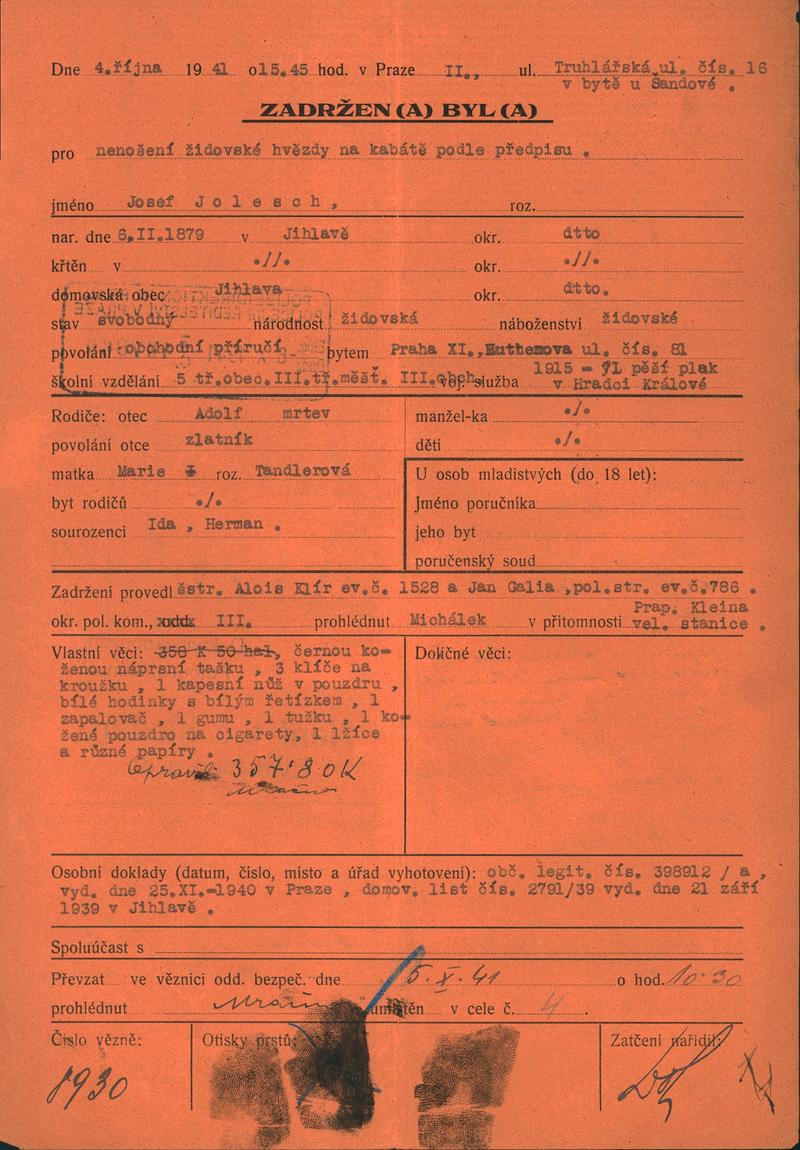 Dne 4.října 1941 o15.45 hod. v Praze II., ul. Truhlářská ul. čís. 16
v bytě u Sandové .
ZADRŽEN(A) BYL(A)
pro nenošení židovské hvězdy na kabátě podle předpisu .
jméno Josef Jolesch, roz.
nar. dne 6.II.1879 v Jihlavě okr. dtto
křtěn v .//. okr. .//.
domovská obec Jihlava okr. dtto.
stav svobodný národnost židovská náboženství židovské
povolání obchodní příručí bytem Praha XI., ul. čís. 81
školní vzdělání 5 tř.obec.III.tř.měšt. III.obch. voj. služba 1915 - 91 pěší plak
v Hradci Králové
Rodiče: otec Adolf mrtev manžel-ka ./.
povolání otce zlatník děti ./.
matka Marie roz. Tandlerová U osob mladistvých (do 18 let):
byt rodičů ./. Jméno poručníka
sourozenci Ida , Herman . jeho byt
poručenský soud
Zadržení provedl šstr. Alois Klír ev.č. 1528 a Jan Galia ,pol.str. ev.č.786 .
okr. pol. kom., III. prohlédnut Michálek v přítomnosti Prap. Kleina
vel. stanice .
Vlastní věci: 358 K 50 hal, černou ko-
ženou náprsní tašku , 3 klíče na
kroužku , 1 kapesní nůž v pouzdru ,
bílé hodinky s bílým řetízkem , 1
zapalovač , 1 gumu , 1 tužku , 1 ko-
žené pouzdro na cigarety, 1 lžíce
a různé papíry .
357·80K
Doličné věci:
Osobní doklady (datum, číslo, místo a úřad vyhotovení): obč. legit. čís. 398912 / a ,
vyd. dne 25.XI.-1940 v Praze , domov. list čís. 2791/39 vyd. dne 21 září
1939 v Jihlavě .
Spoluúčast s
Převzat ve věznici odd. bezpeč. dne 5.X.41 o hod. 10·30
prohlédnut umístěn v cele č. 4.
Číslo vězně: Otisky prstů: Zatčení nařídil:
1930